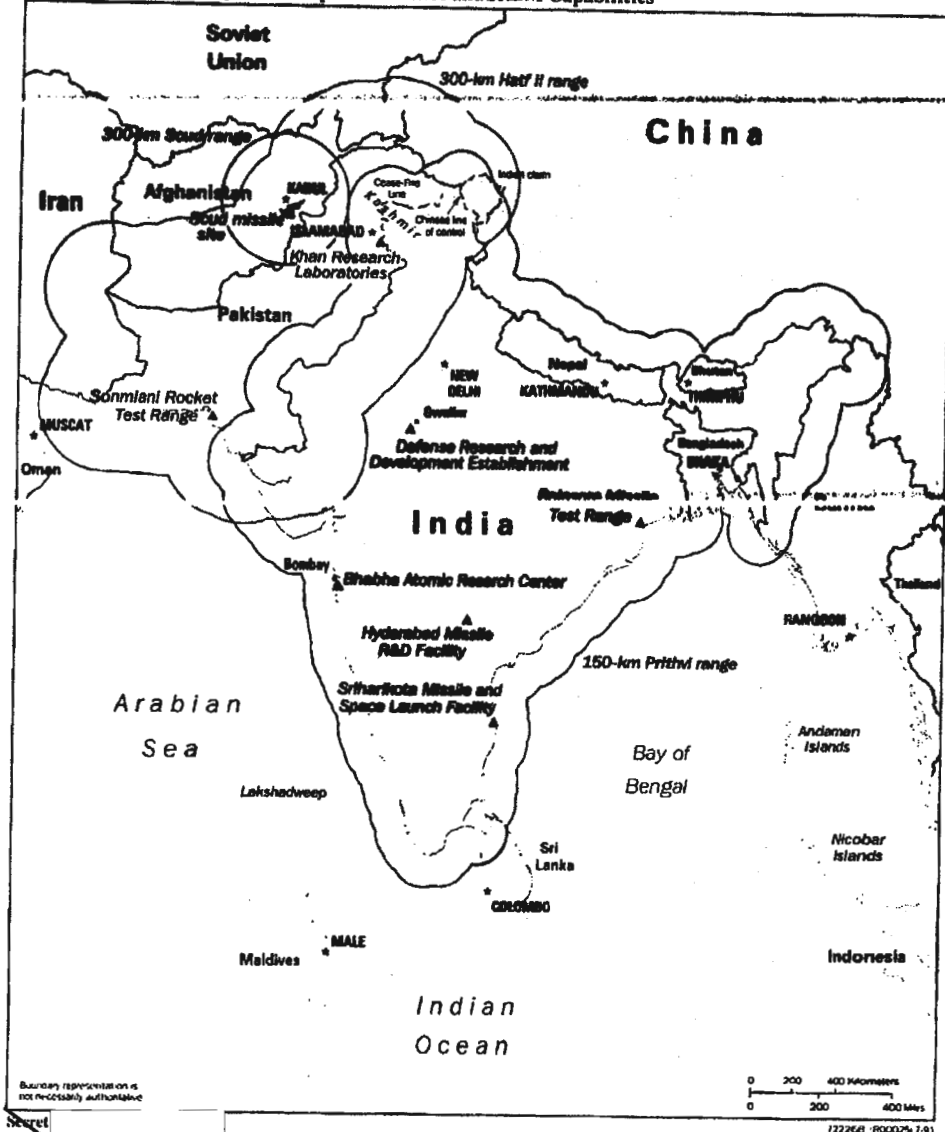 Capabilities
Soviet
Union
300-km Hatf II range
China
300-km Scud range
Iran
Afghanistan
KABUL
Scud missile
site
Cease-Fire
Line
Kashmir
Indian claim
Chinese line
of control
ISLAMABAD
Khan Research
Laboratories
Pakistan
Nepal
KATHMANDU
Bhutan
THIMPHU
NEW
DELHI
Sonmiani Rocket
Test Range
MUSCAT
Oman
Gwalior
Defense Research and
Development Establishment
Bangladesh
DHAKA
Test Range
India
Bombay
Bhabha Atomic Research Center
Thailand
Hyderabad Missile
R&D Facility
RANGOON
150-km Prithvi range
Sriharikota Missile and
Space Launch Facility
Arabian
Sea
Bay of
Bengal
Andaman
Islands
Lakshadweep
Nicobar
Islands
Sri
Lanka
COLOMBO
MALE
Maldives
Indonesia
Indian
Ocean
Boundary representation is
not necessarily authoritative
0 200 400 Kilometers
0 200 400 Miles
Secret